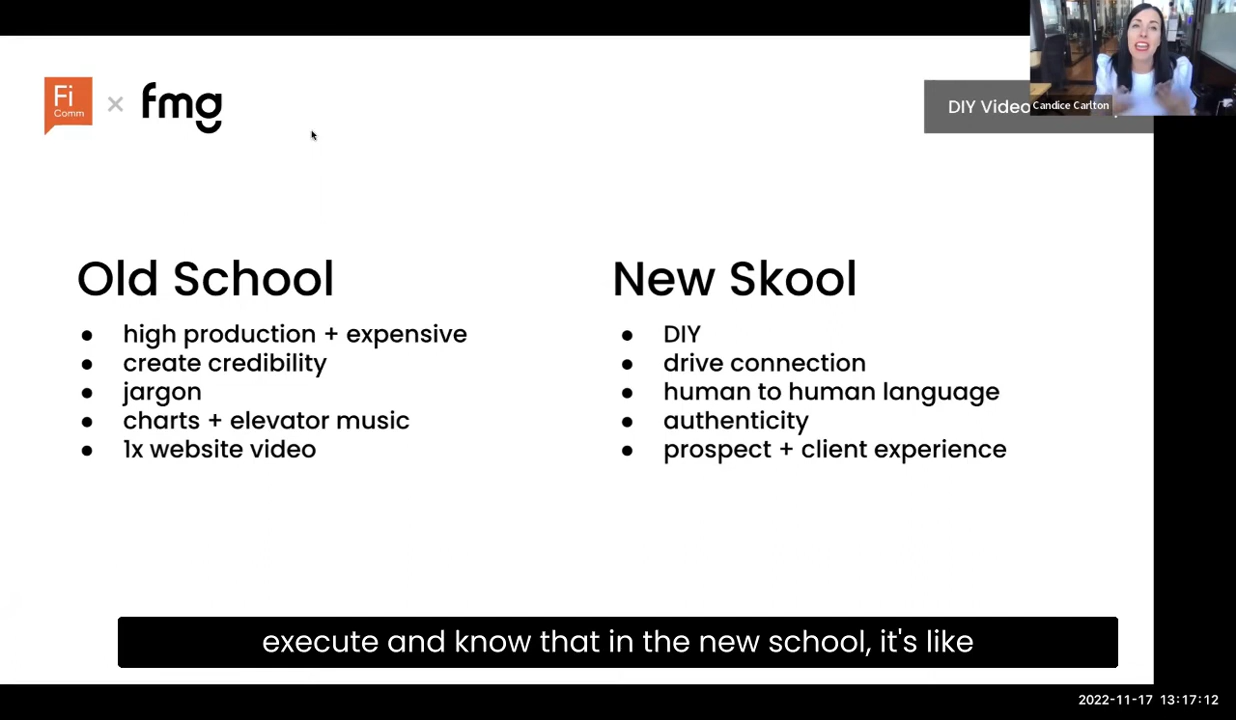 Fi
Comm
×
fmg
DIY Video
Candice Carlton
Old School
● high production + expensive
● create credibility
● jargon
● charts + elevator music
● 1x website video
New Skool
● DIY
● drive connection
● human to human language
● authenticity
● prospect + client experience
execute and know that in the new school, it's like
2022-11-17 13:17:12